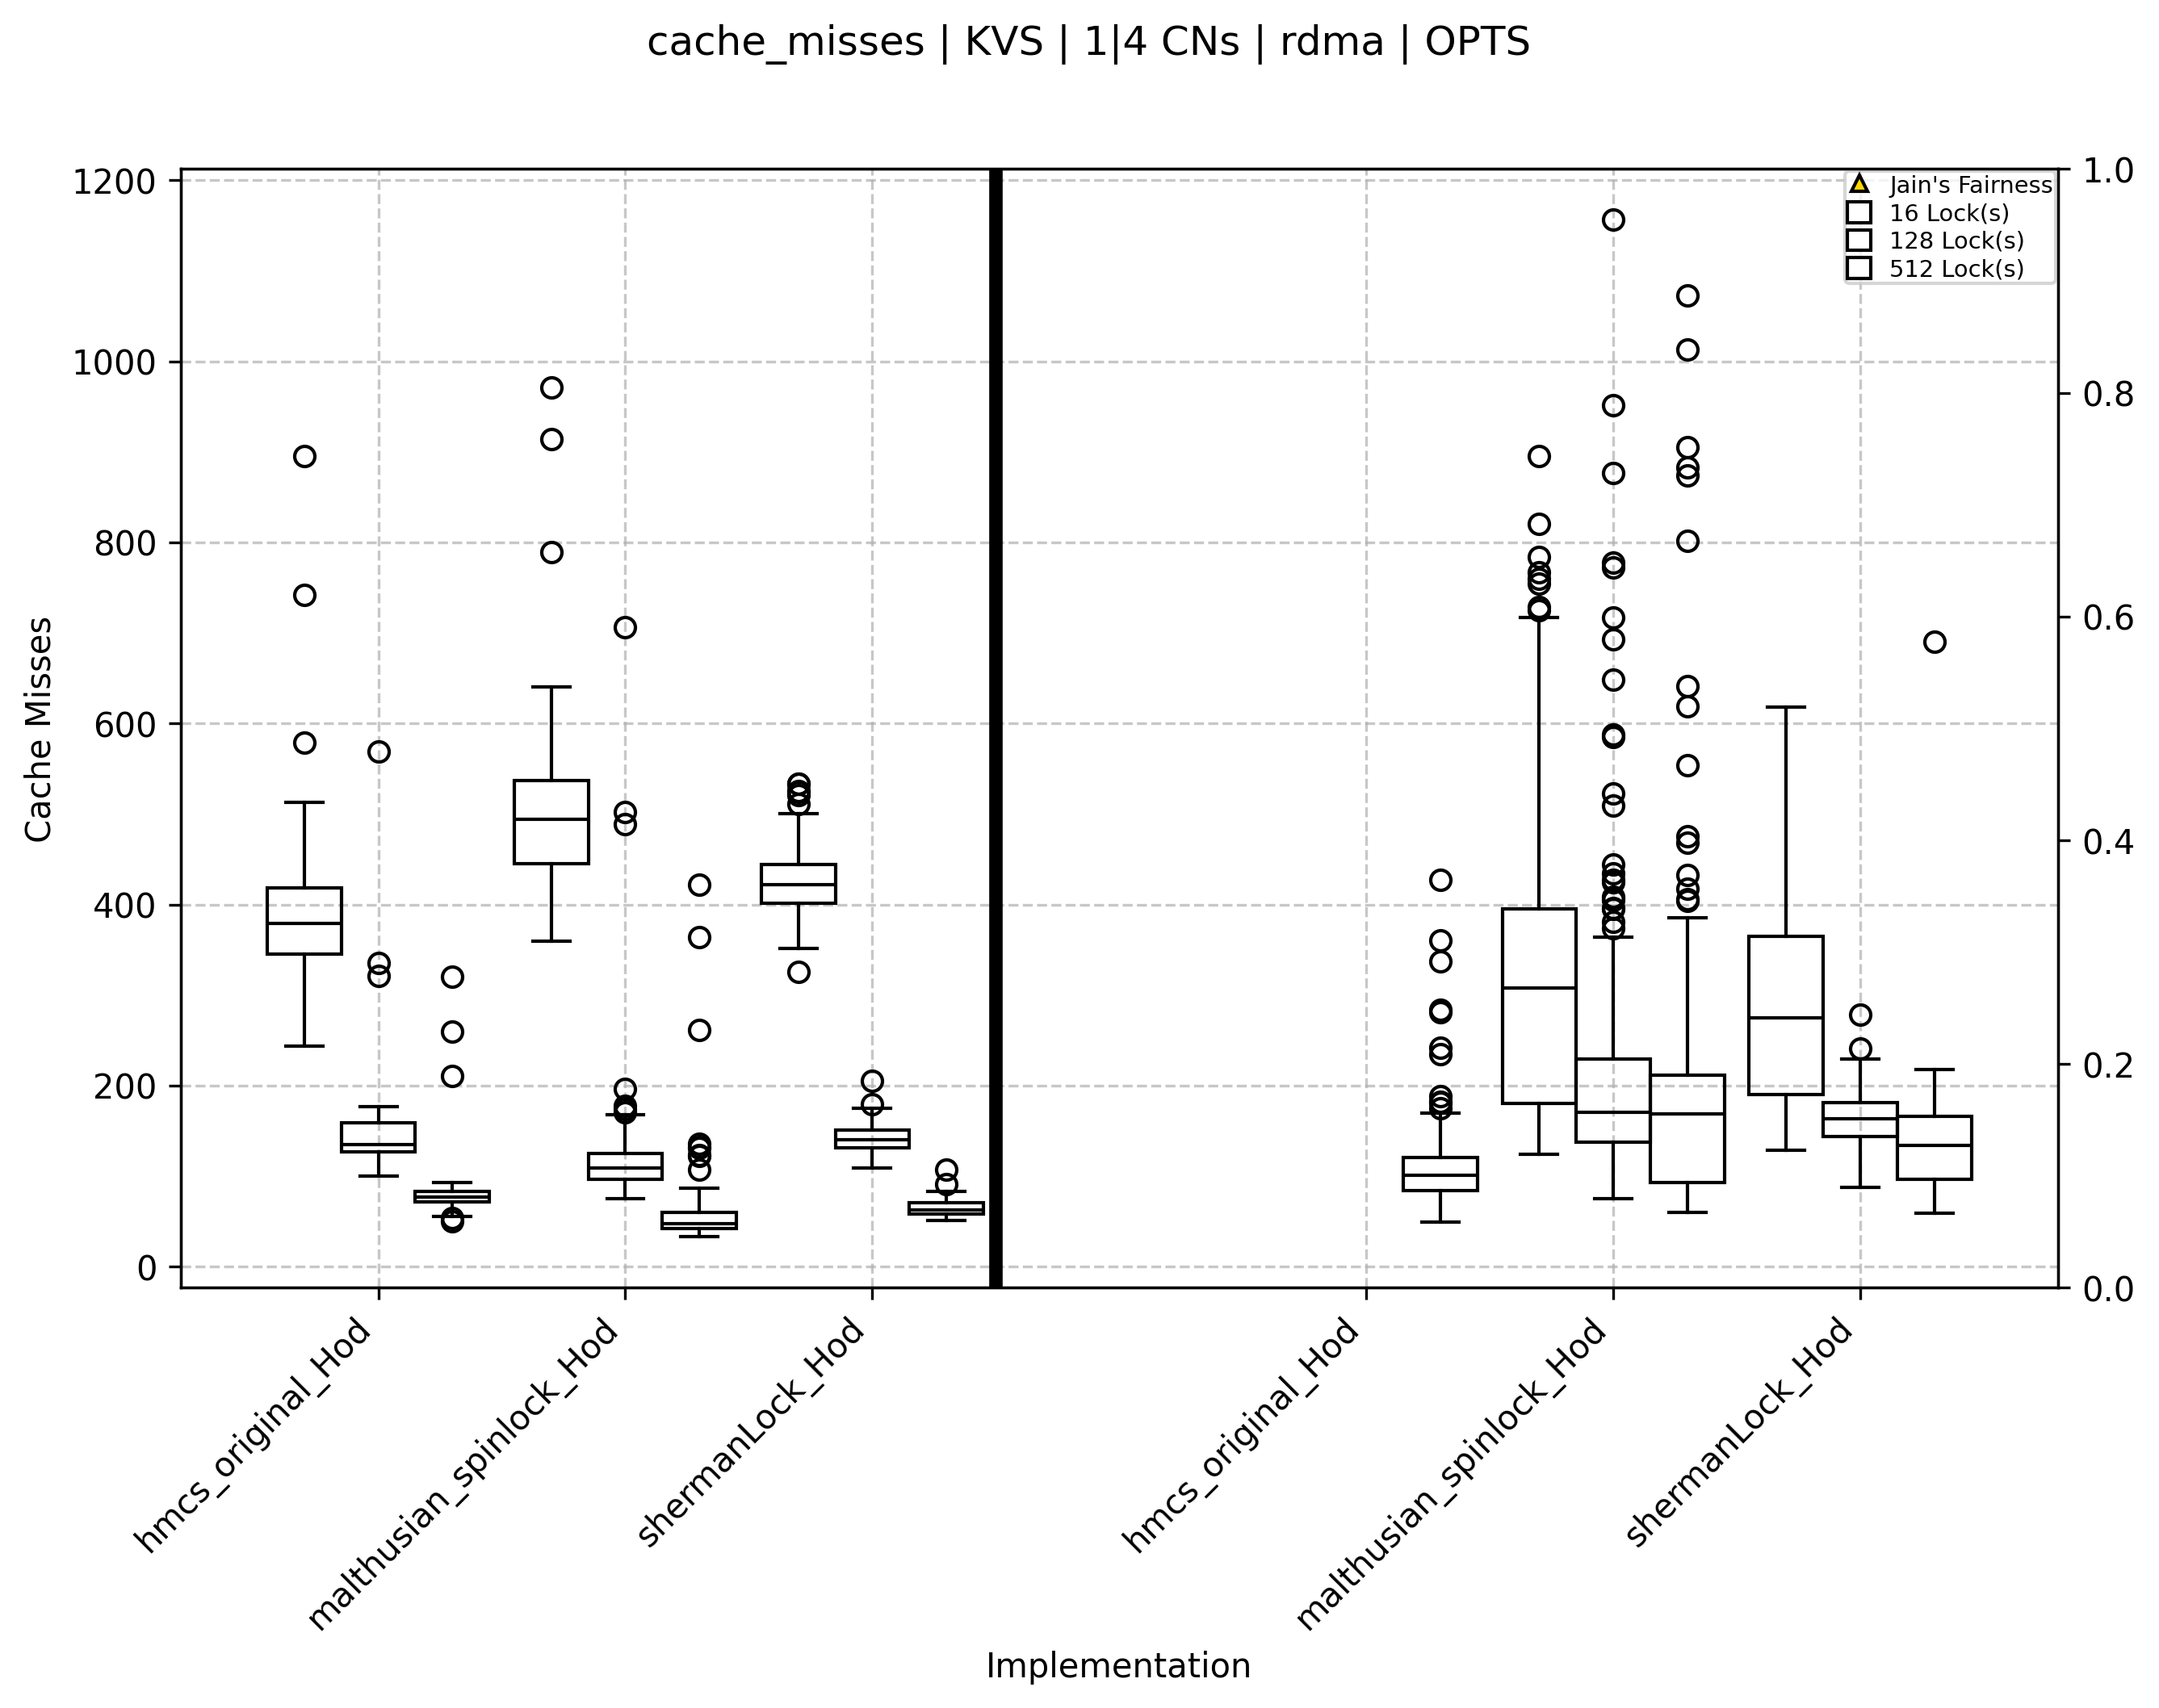 cache_misses | KVS | 1|4 CNs | rdma | OPTS
1200
1000
800
600
400
200
0
Cache Misses
1.0
0.8
0.6
0.4
0.2
0.0
Jain's Fairness
16 Lock(s)
128 Lock(s)
512 Lock(s)
hmcs_original_Hod
malthusian_spinlock_Hod
shermanLock_Hod
hmcs_original_Hod
malthusian_spinlock_Hod
shermanLock_Hod
Implementation